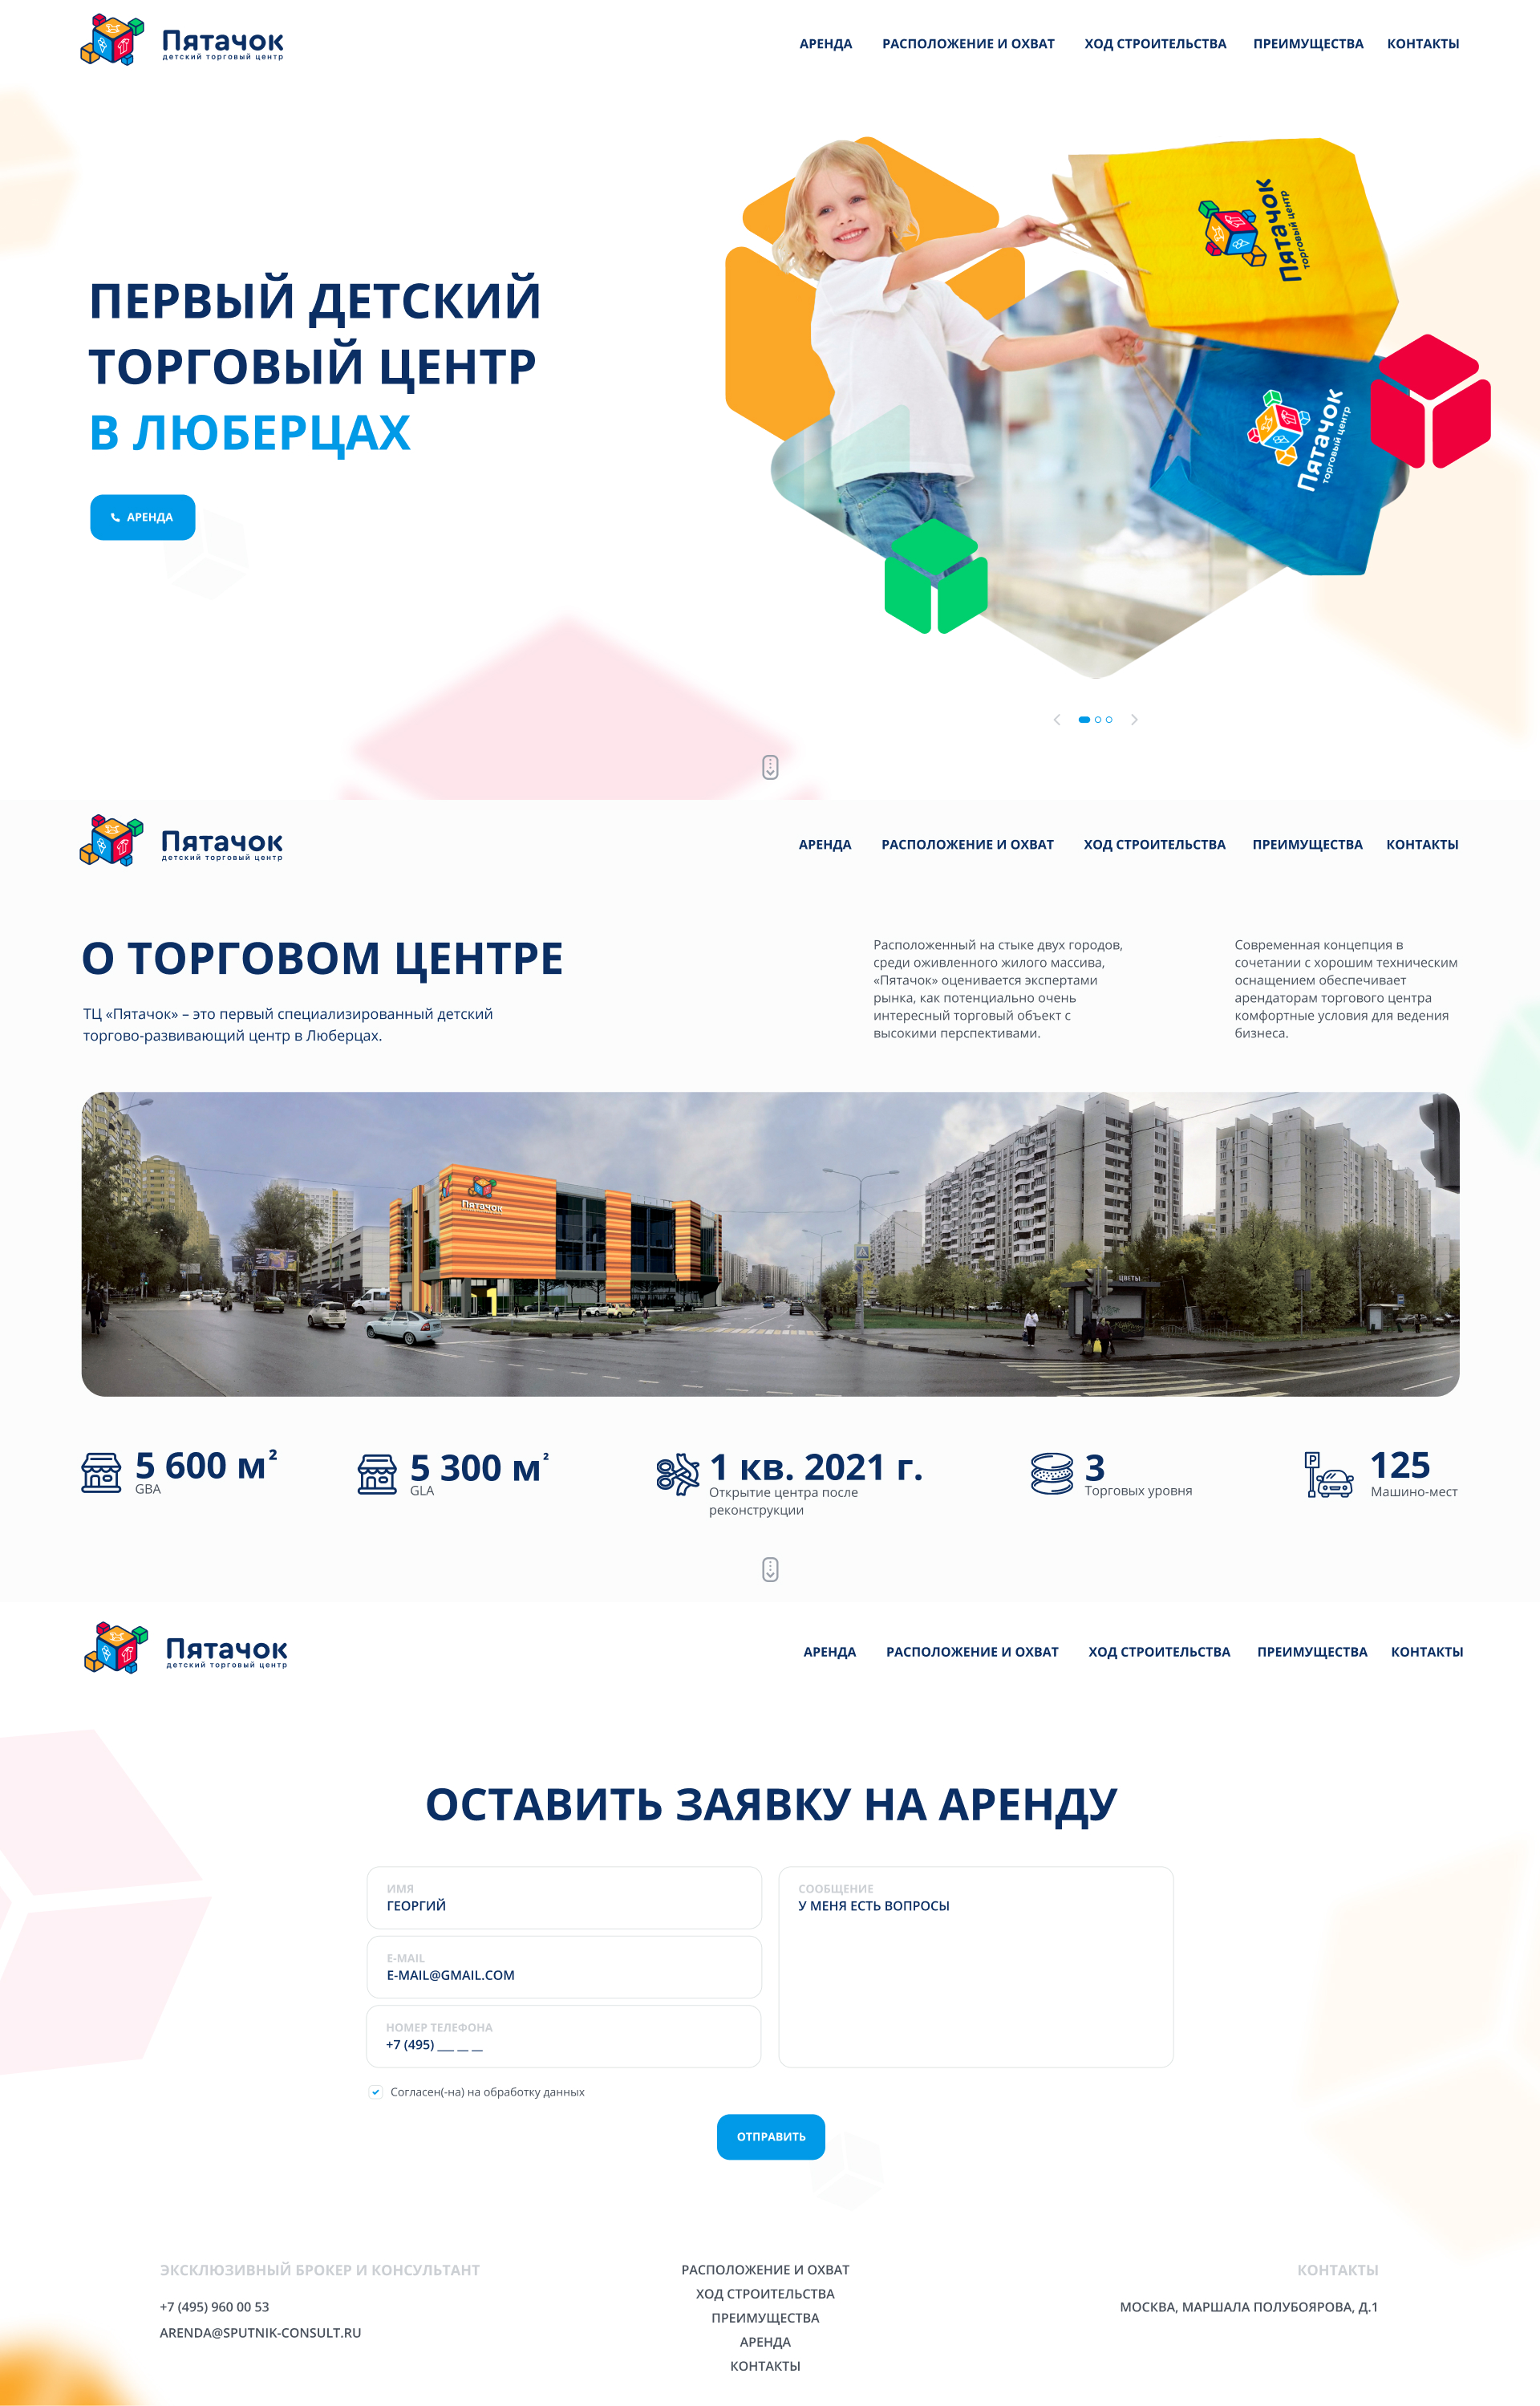 Пятачок
детский торговый центр
АРЕНДА
РАСПОЛОЖЕНИЕ И ОХВАТ
ХОД СТРОИТЕЛЬСТВА
ПРЕИМУЩЕСТВА
КОНТАКТЫ
Пятачок
торговый центр
Пятачок
торговый центр
ПЕРВЫЙ ДЕТСКИЙ
ТОРГОВЫЙ ЦЕНТР
В ЛЮБЕРЦАХ
АРЕНДА
Пятачок
детский торговый центр
АРЕНДА
РАСПОЛОЖЕНИЕ И ОХВАТ
ХОД СТРОИТЕЛЬСТВА
ПРЕИМУЩЕСТВА
КОНТАКТЫ
О ТОРГОВОМ ЦЕНТРЕ
ТЦ «Пятачок» – это первый специализированный детский
торгово-развивающий центр в Люберцах.
Расположенный на стыке двух городов,
среди оживленного жилого массива,
«Пятачок» оценивается экспертами
рынка, как потенциально очень
интересный торговый объект с
высокими перспективами.
Современная концепция в
сочетании с хорошим техническим
оснащением обеспечивает
арендаторам торгового центра
комфортные условия для ведения
бизнеса.
Пятачок
1
ЦВЕТЫ
5 600 м²
GBA
5 300 м²
GLA
1 кв. 2021 г.
Открытие центра после
реконструкции
3
Торговых уровня
P
125
Машино-мест
Пятачок
детский торговый центр
АРЕНДА
РАСПОЛОЖЕНИЕ И ОХВАТ
ХОД СТРОИТЕЛЬСТВА
ПРЕИМУЩЕСТВА
КОНТАКТЫ
ОСТАВИТЬ ЗАЯВКУ НА АРЕНДУ
ИМЯ
ГЕОРГИЙ
E-MAIL
E-MAIL@GMAIL.COM
НОМЕР ТЕЛЕФОНА
+7 (495) ___ __ __
СООБЩЕНИЕ
У МЕНЯ ЕСТЬ ВОПРОСЫ
Согласен(-на) на обработку данных
ОТПРАВИТЬ
ЭКСКЛЮЗИВНЫЙ БРОКЕР И КОНСУЛЬТАНТ
+7 (495) 960 00 53
ARENDA@SPUTNIK-CONSULT.RU
РАСПОЛОЖЕНИЕ И ОХВАТ
ХОД СТРОИТЕЛЬСТВА
ПРЕИМУЩЕСТВА
АРЕНДА
КОНТАКТЫ
КОНТАКТЫ
МОСКВА, МАРШАЛА ПОЛУБОЯРОВА, Д.1